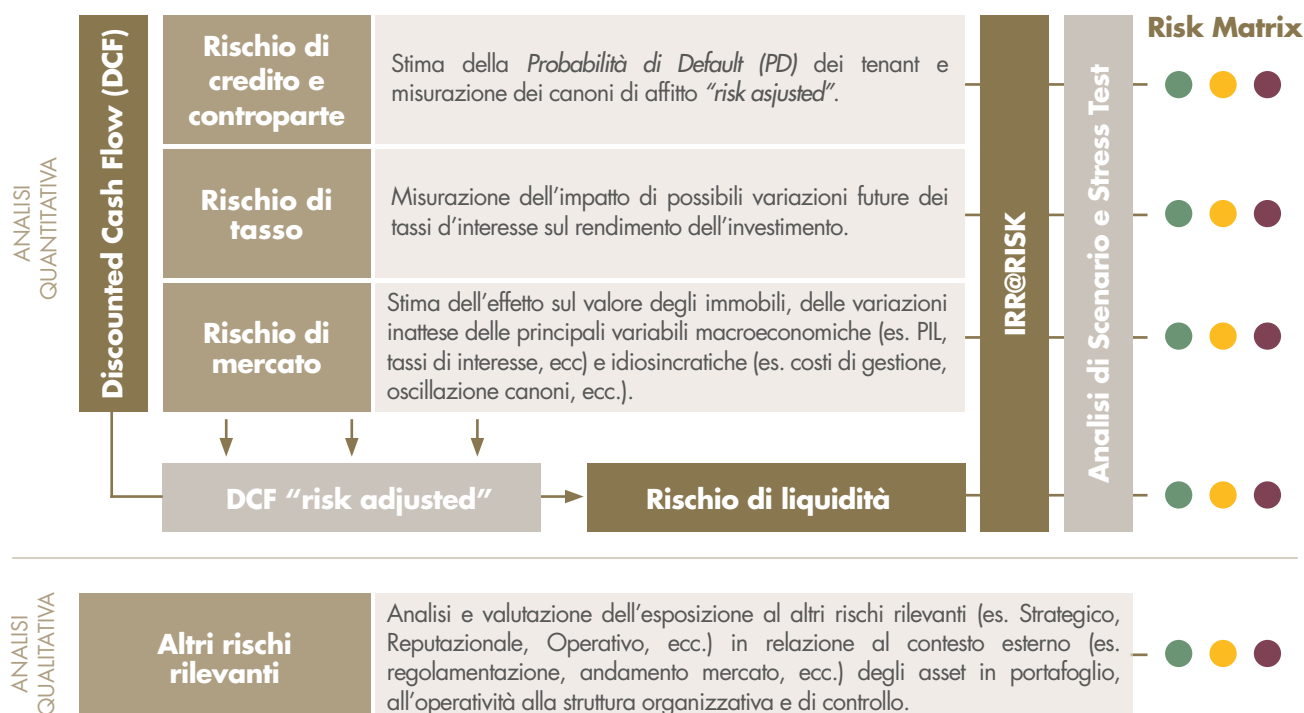 Risk Matrix
ANALISI
QUANTITATIVA
Discounted Cash Flow (DCF)
Rischio di
credito e
controparte
Stima della Probabilità di Default (PD) dei tenant e
misurazione dei canoni di affitto “risk asjusted”.
Rischio di
tasso
Misurazione dell’impatto di possibili variazioni future dei
tassi d’interesse sul rendimento dell’investimento.
Rischio di
mercato
Stima dell’effetto sul valore degli immobili, delle variazioni
inattese delle principali variabili macroeconomiche (es. PIL,
tassi di interesse, ecc) e idiosincratiche (es. costi di gestione,
oscillazione canoni, ecc.).
IRR@RISK
Analisi di Scenario e Stress Test
DCF “risk adjusted”
Rischio di liquidità
ANALISI
QUALITATIVA
Altri rischi
rilevanti
Analisi e valutazione dell’esposizione al altri rischi rilevanti (es. Strategico,
Reputazionale, Operativo, ecc.) in relazione al contesto esterno (es.
regolamentazione, andamento mercato, ecc.) degli asset in portafoglio,
all’operatività alla struttura organizzativa e di controllo.